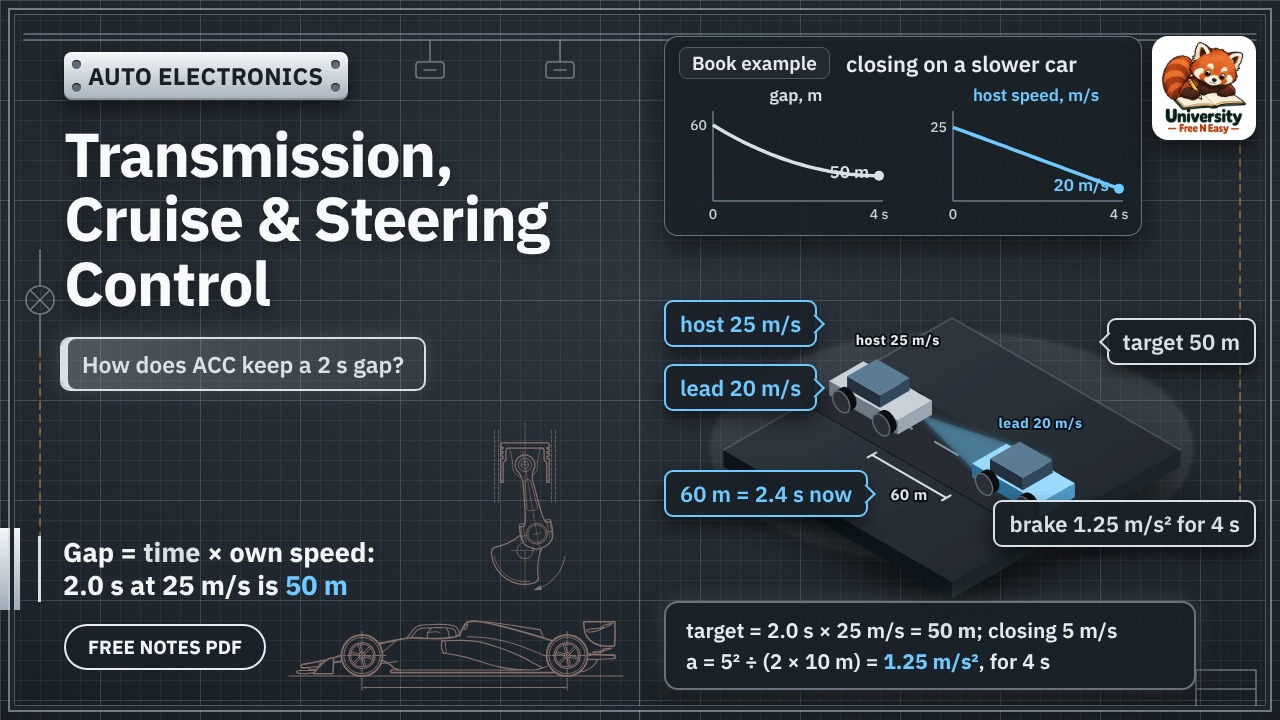 AUTO ELECTRONICS
Transmission,
Cruise & Steering
Control
How does ACC keep a 2 s gap?
Gap = time × own speed:
2.0 s at 25 m/s is 50 m
FREE NOTES PDF
Book example
closing on a slower car
gap, m
60
50 m
0
4 s
host speed, m/s
25
20 m/s
0
4 s
University
Free N Easy
host 25 m/s
lead 20 m/s
60 m = 2.4 s now
host 25 m/s
lead 20 m/s
60 m
target 50 m
brake 1.25 m/s² for 4 s
target = 2.0 s × 25 m/s = 50 m; closing 5 m/s
a = 5² ÷ (2 × 10 m) = 1.25 m/s², for 4 s